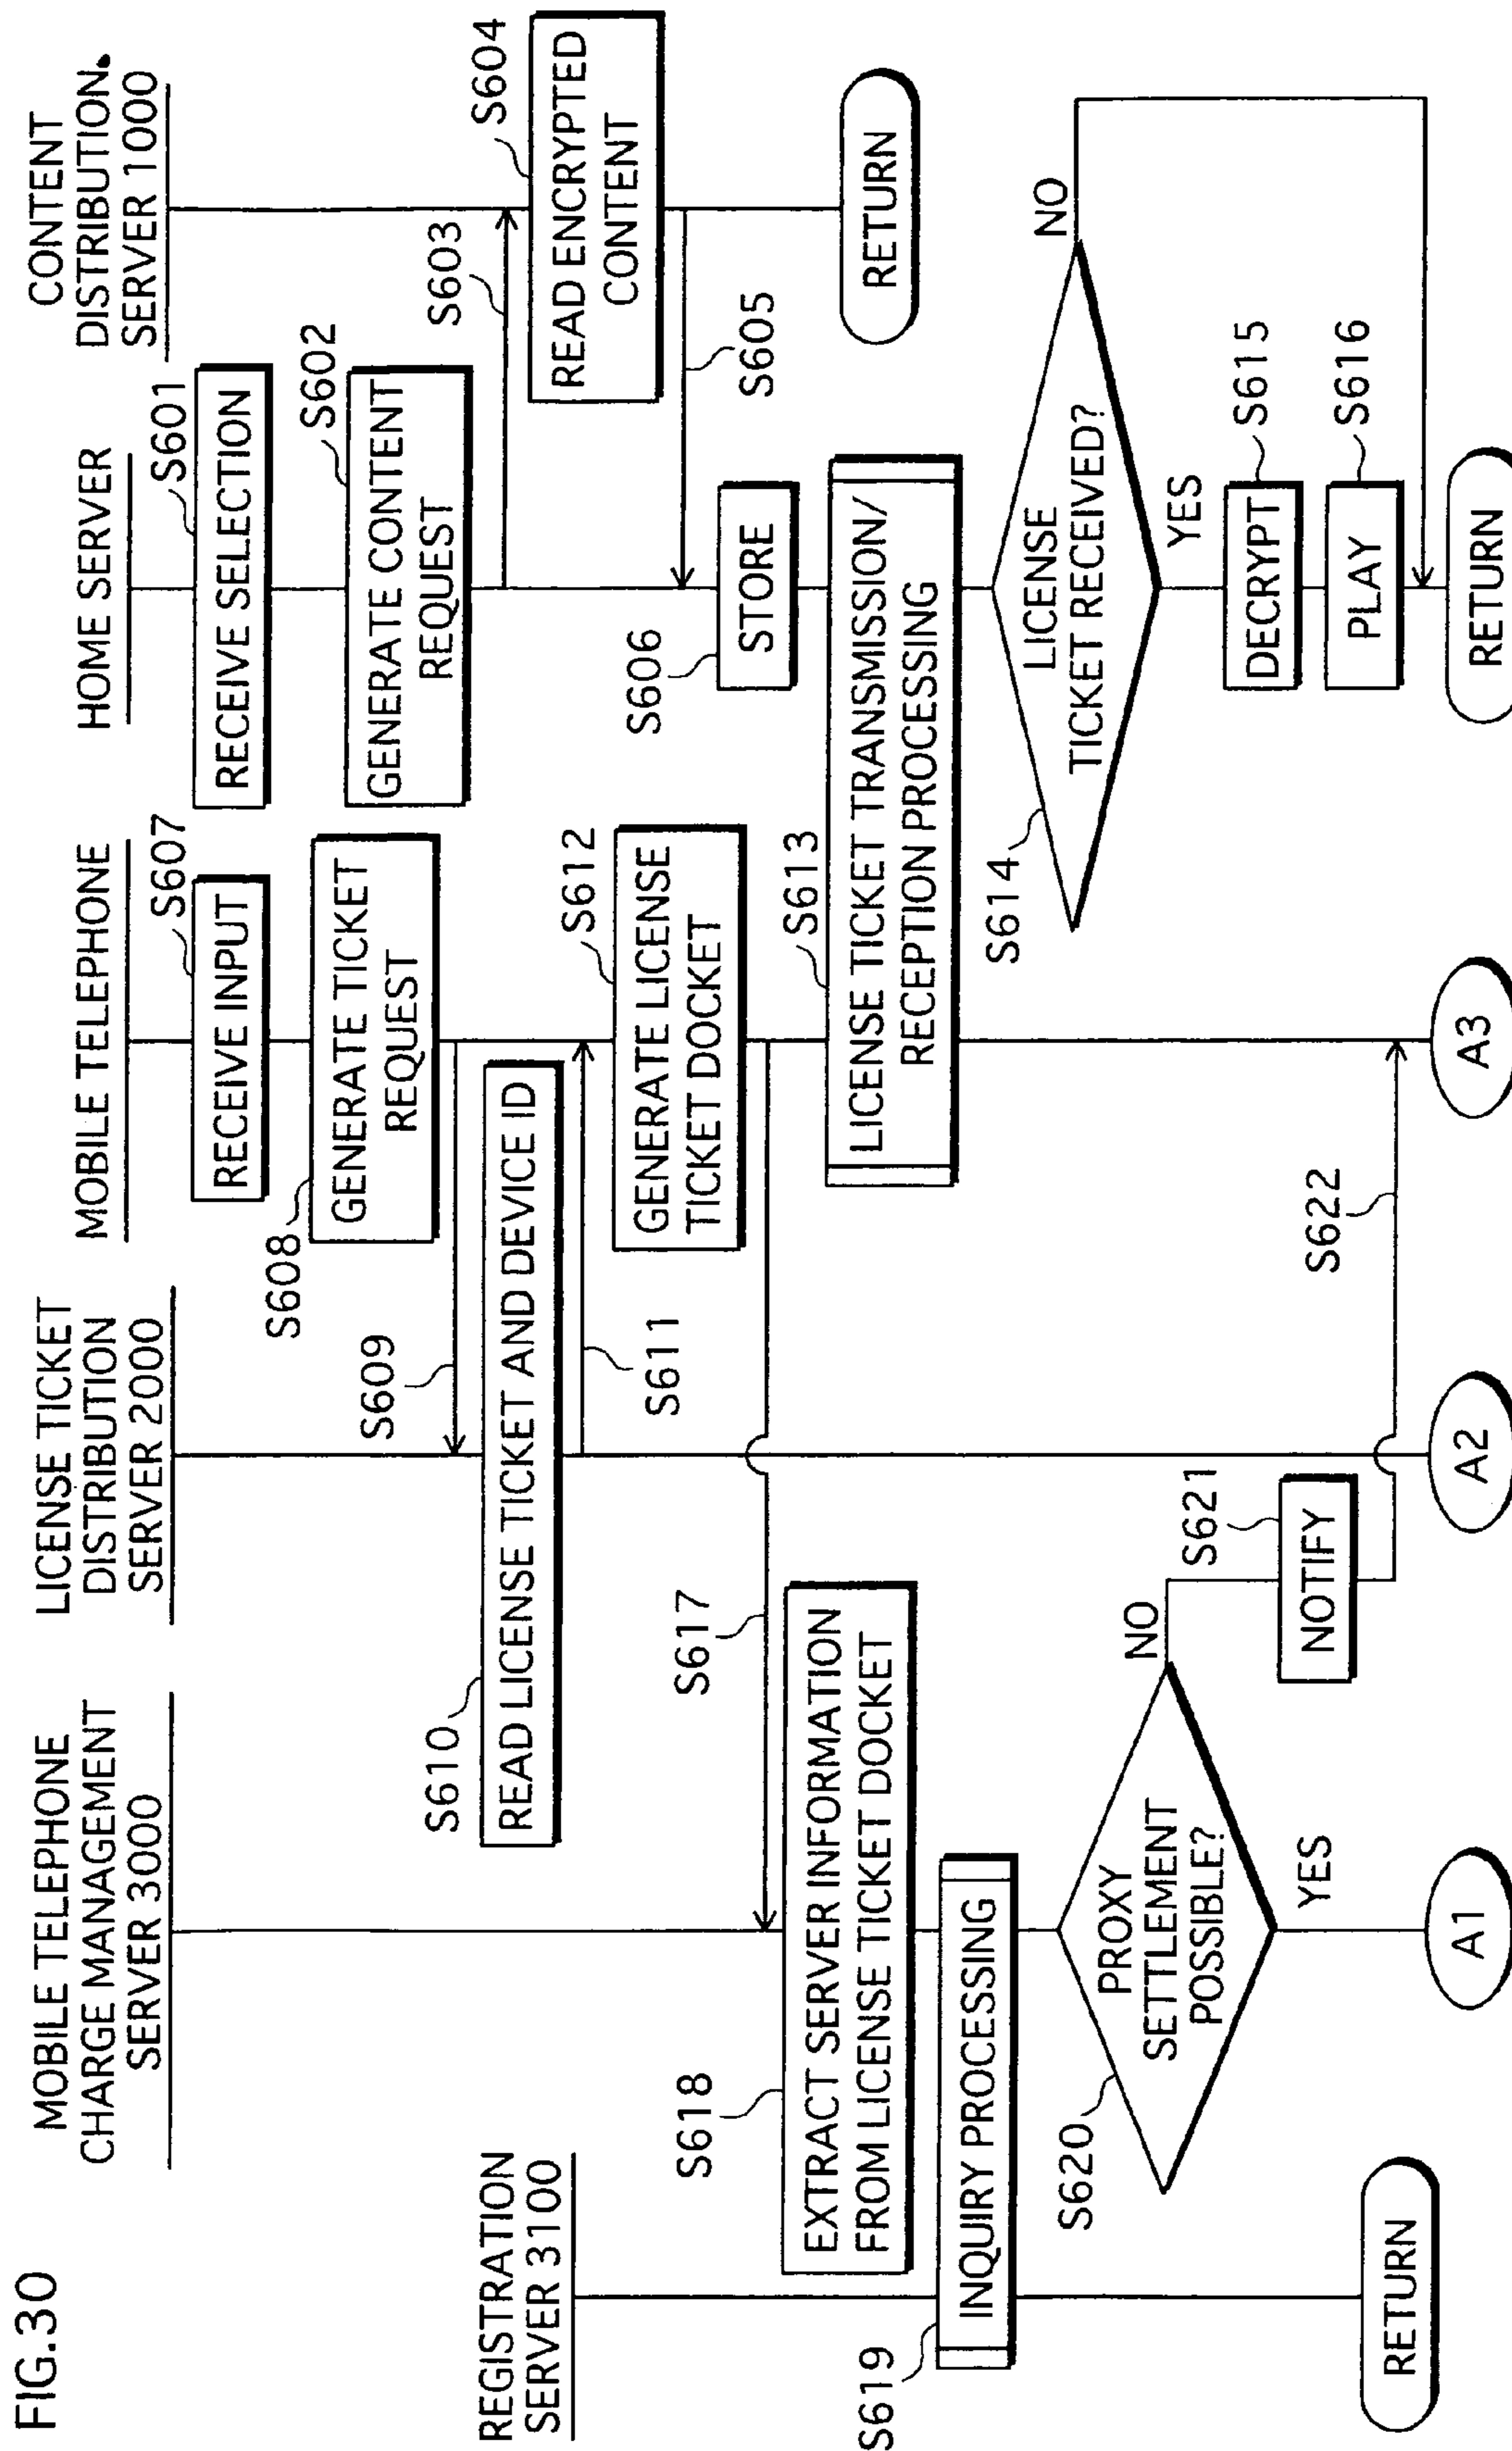 FIG.30
REGISTRATION
SERVER 3100
MOBILE TELEPHONE
CHARGE MANAGEMENT
SERVER 3000
LICENSE TICKET
DISTRIBUTION
SERVER 2000
MOBILE TELEPHONE
HOME SERVER
CONTENT
DISTRIBUTION
SERVER 1000
S601
RECEIVE SELECTION
S602
GENERATE CONTENT
REQUEST
S603
S604
READ ENCRYPTED
CONTENT
S605
RETURN
S606
STORE
S607
RECEIVE INPUT
S608
GENERATE TICKET
REQUEST
S609
S610
READ LICENSE TICKET AND DEVICE ID
S611
S612
GENERATE LICENSE
TICKET DOCKET
S613
LICENSE TICKET TRANSMISSION/
RECEPTION PROCESSING
S614
LICENSE
TICKET RECEIVED?
NO
YES
S615
DECRYPT
S616
PLAY
RETURN
S617
S618
EXTRACT SERVER INFORMATION
FROM LICENSE TICKET DOCKET
S619
INQUIRY PROCESSING
S620
PROXY
SETTLEMENT
POSSIBLE?
NO
YES
S621
NOTIFY
S622
RETURN
A1
A2
A3